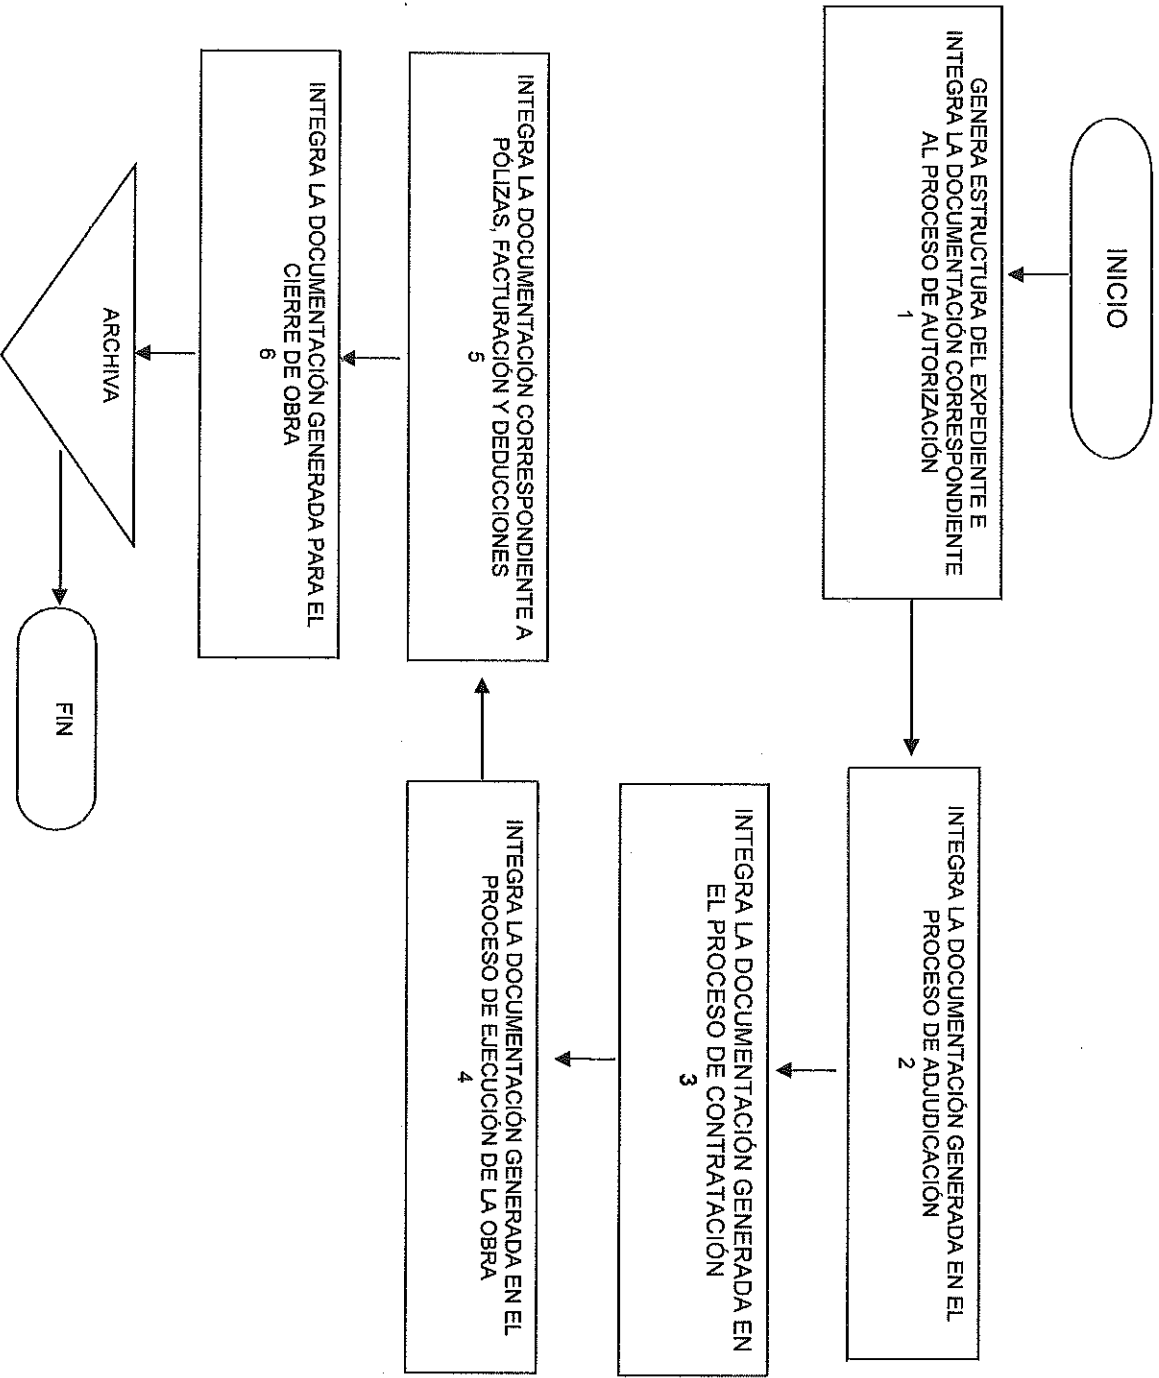 INICIO
GENERA ESTRUCTURA DEL EXPEDIENTE E
INTEGRA LA DOCUMENTACIÓN CORRESPONDIENTE
AL PROCESO DE AUTORIZACIÓN
1
INTEGRA LA DOCUMENTACIÓN GENERADA EN EL
PROCESO DE ADJUDICACIÓN
2
INTEGRA LA DOCUMENTACIÓN GENERADA EN
EL PROCESO DE CONTRATACIÓN
3
INTEGRA LA DOCUMENTACIÓN GENERADA EN EL
PROCESO DE EJECUCIÓN DE LA OBRA
4
INTEGRA LA DOCUMENTACIÓN CORRESPONDIENTE A
PÓLIZAS, FACTURACIÓN Y DEDUCCIONES
5
INTEGRA LA DOCUMENTACIÓN GENERADA PARA EL
CIERRE DE OBRA
6
ARCHIVA
FIN